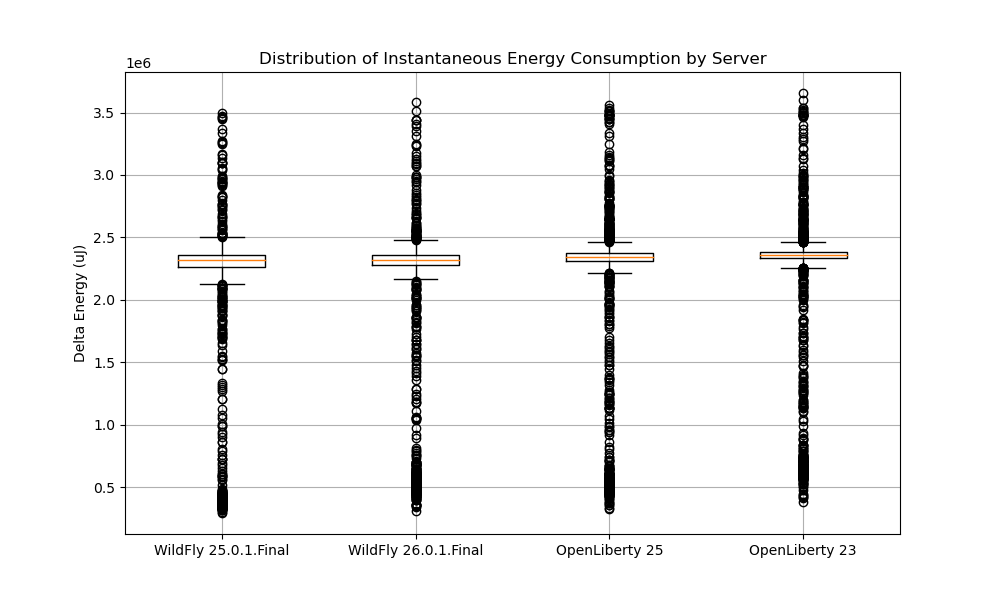 Distribution of Instantaneous Energy Consumption by Server
1e6
3.5
3.0
2.5
2.0
1.5
1.0
0.5
Delta Energy (uJ)
WildFly 25.0.1.Final
WildFly 26.0.1.Final
OpenLiberty 25
OpenLiberty 23